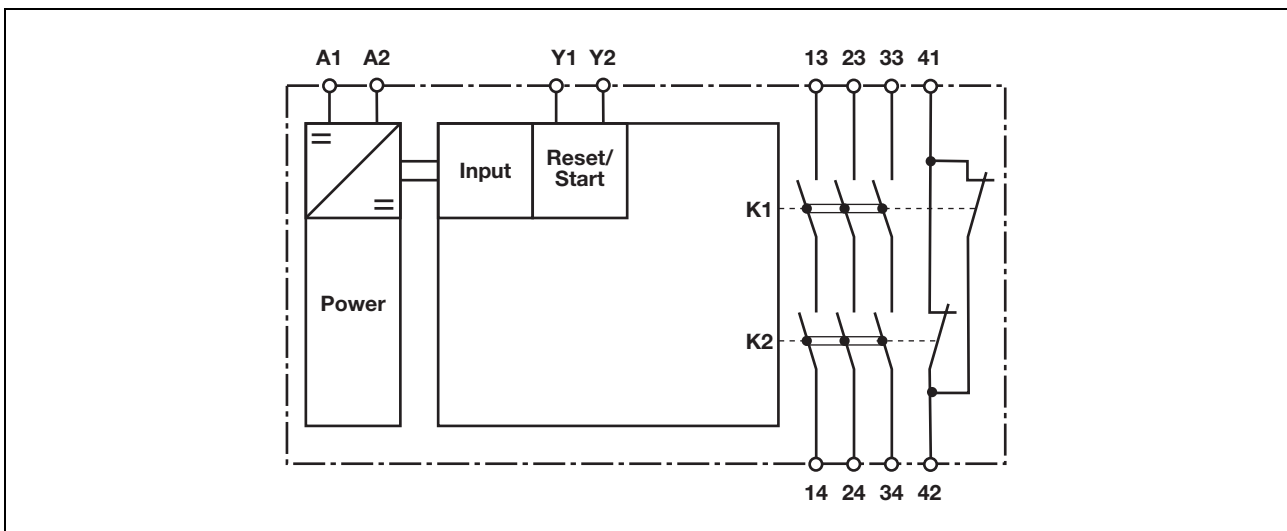 A1 A2 Y1 Y2 13 23 33 41
Input
Reset/
Start
K1
Power
K2
14 24 34 42